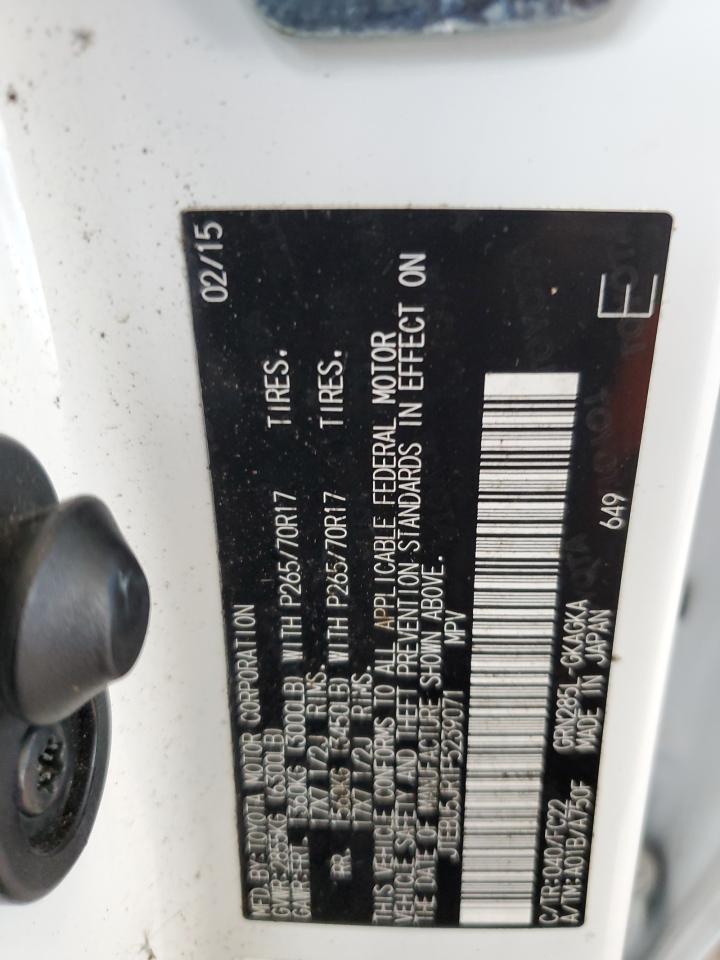 MFD BY:TOYOTA MOTOR CORPORATION 02/15
GVWR:2855KG (6300LB)
GAWR:FRT. 1360KG (3000LB) WITH P265/70R17 TIRES.
17X7 1/2J RIMS.
RR. (3450LB) WITH P265/70R17 TIRES.
17X7 1/2J RIMS.
THIS VEHICLE CONFORMS TO ALL APPLICABLE FEDERAL MOTOR
VEHICLE SAFETY AND THEFT PREVENTION STANDARDS IN EFFECT ON
THE DATE OF MANUFACTURE SHOWN ABOVE.
JTEBU5JR1F5239071 MPV
C/TR:040/FC22 GRN285L-GKAGKA
A/TM:A01B/A750F MADE IN JAPAN 649
E